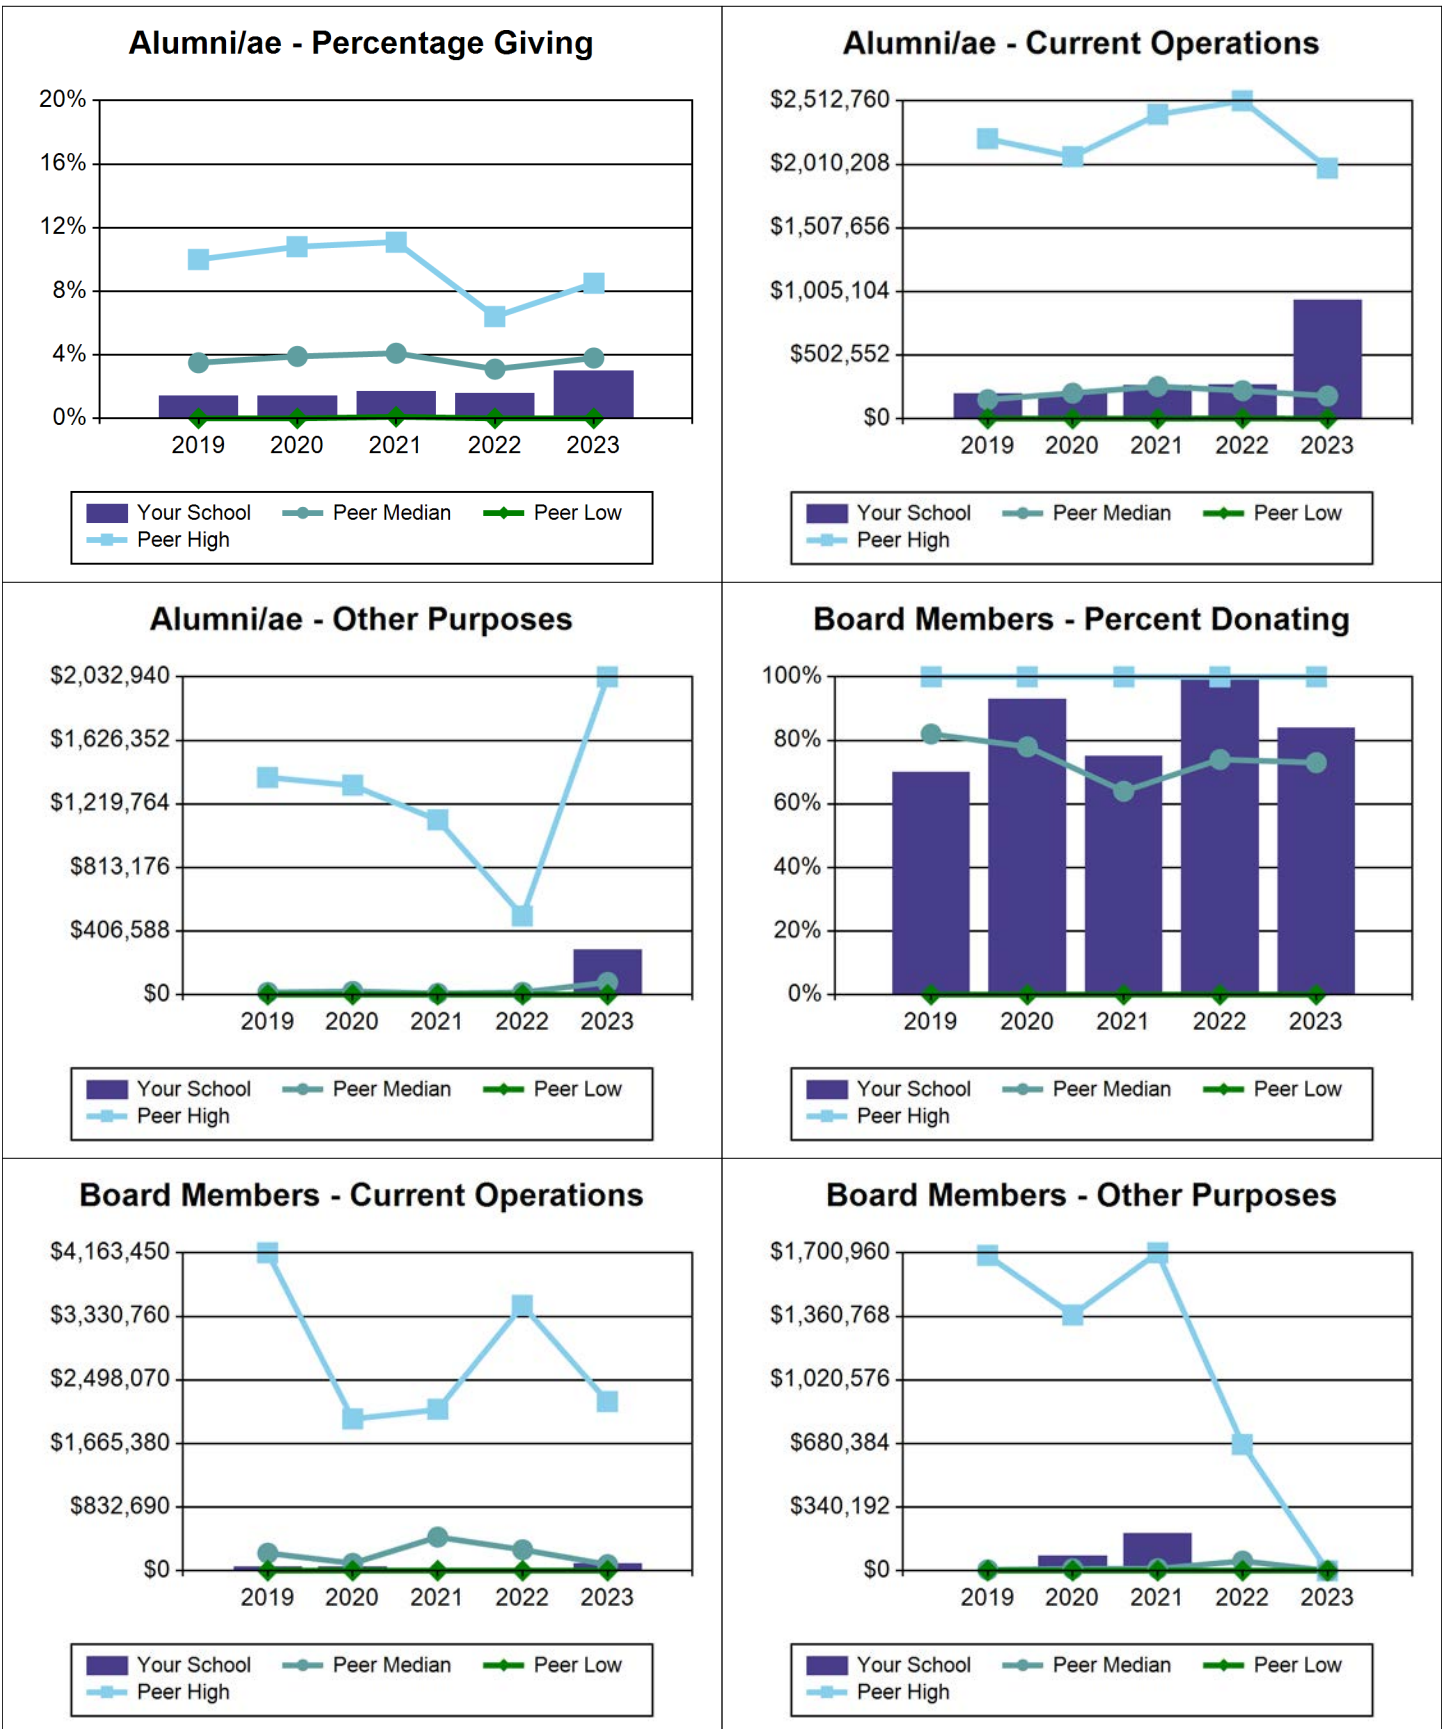 Alumni/ae - Percentage Giving
20%
16%
12%
8%
4%
0%
2019 2020 2021 2022 2023
Your School Peer Median Peer Low
Peer High
Alumni/ae - Current Operations
$2,512,760
$2,010,208
$1,507,656
$1,005,104
$502,552
$0
2019 2020 2021 2022 2023
Your School Peer Median Peer Low
Peer High
Alumni/ae - Other Purposes
$2,032,940
$1,626,352
$1,219,764
$813,176
$406,588
$0
2019 2020 2021 2022 2023
Your School Peer Median Peer Low
Peer High
Board Members - Percent Donating
100%
80%
60%
40%
20%
0%
2019 2020 2021 2022 2023
Your School Peer Median Peer Low
Peer High
Board Members - Current Operations
$4,163,450
$3,330,760
$2,498,070
$1,665,380
$832,690
$0
2019 2020 2021 2022 2023
Your School Peer Median Peer Low
Peer High
Board Members - Other Purposes
$1,700,960
$1,360,768
$1,020,576
$680,384
$340,192
$0
2019 2020 2021 2022 2023
Your School Peer Median Peer Low
Peer High